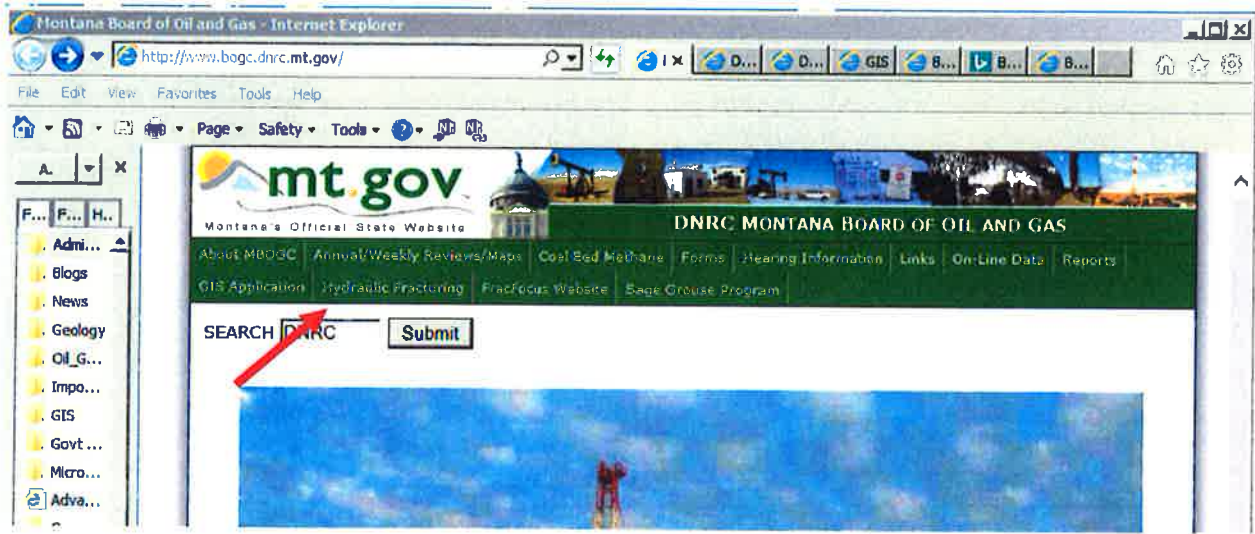 Montana Board of Oil and Gas - Internet Explorer
http://www.bogc.dnrc.mt.gov/
I
D...
D...
GIS
B...
B...
B...
File Edit View Favorites Tools Help
Page Safety Tools
A.
F... F... H..
Admi...
Blogs
News
Geology
Oil_G...
Impo...
GIS
Govt ...
Micro...
Adva...
mt.gov
Montana's Official State Website
DNRC MONTANA BOARD OF OIL AND GAS
About MBOGC Annual/Weekly Reviews/Maps Coal Bed Methane Forms Hearing Information Links On-Line Data Reports
GIS Application Hydraulic Fracturing FracFocus Website Sage Grouse Program
SEARCH DNRC Submit